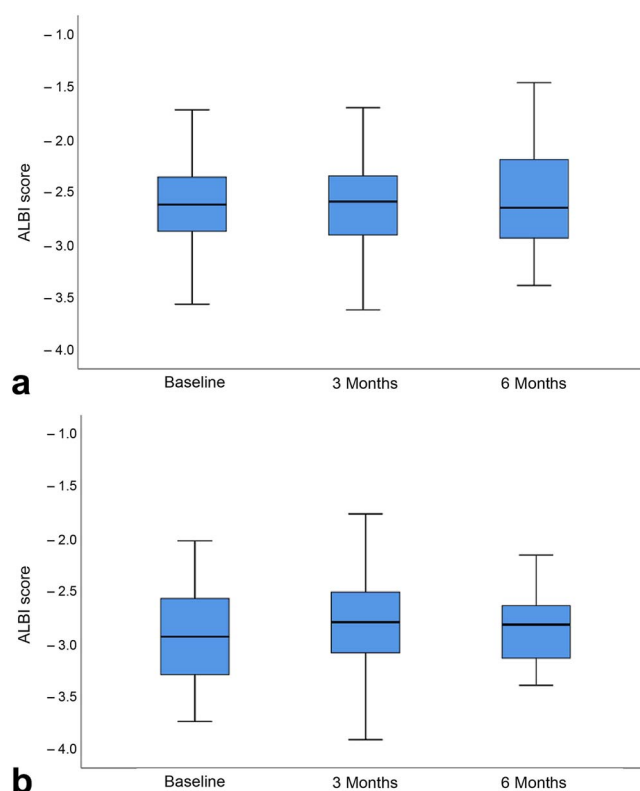 – 1.0
– 1.5
– 2.0
– 2.5
– 3.0
– 3.5
– 4.0
ALBI score
Baseline 3 Months 6 Months
a
– 1.0
– 1.5
– 2.0
– 2.5
– 3.0
– 3.5
– 4.0
ALBI score
Baseline 3 Months 6 Months
b